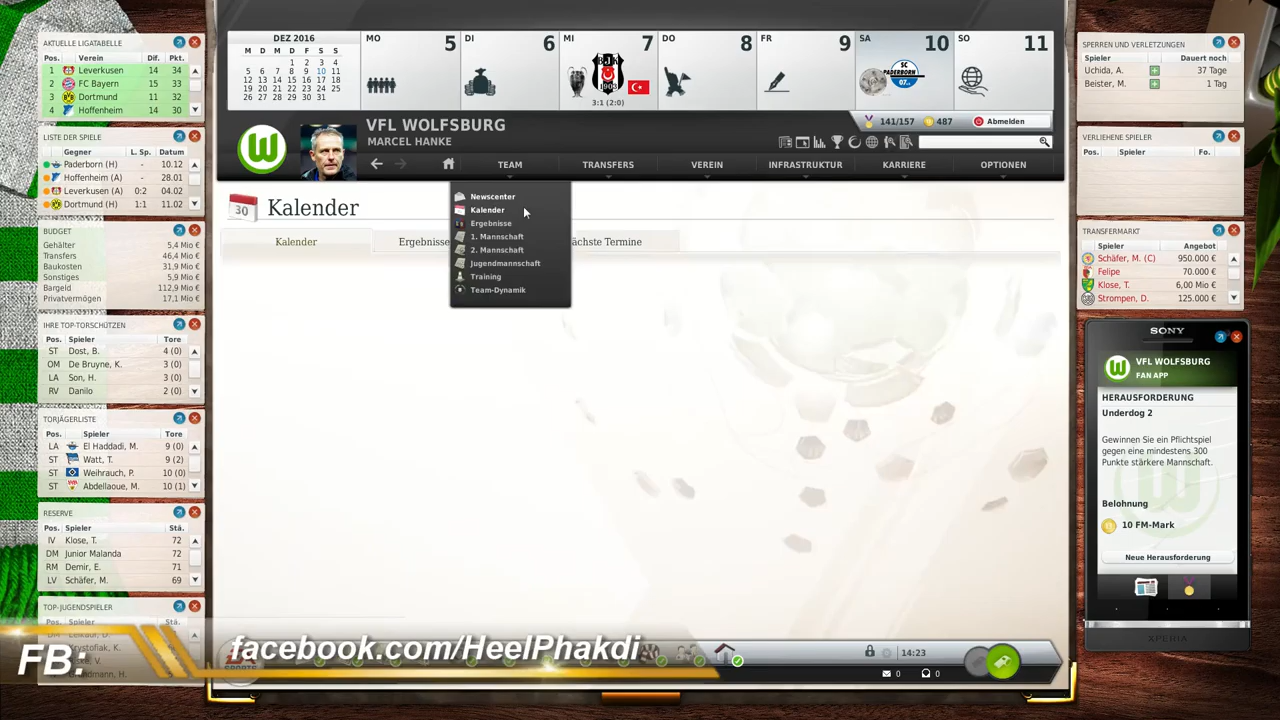 AKTUELLE LIGATABELLE
Pos. Verein Dif. Pkt.
1 Leverkusen 14 34
2 FC Bayern 15 33
3 Dortmund 11 32
4 Hoffenheim 14 30
LISTE DER SPIELE
Gegner L. Sp. Datum
Paderborn (H) - 10.12
Hoffenheim (A) - 28.01
Leverkusen (A) 0:2 04.02
Dortmund (H) 1:1 11.02
BUDGET
Gehälter 5,4 Mio €
Transfers 46,4 Mio €
Baukosten 31,9 Mio €
Sonstiges 5,9 Mio €
Bargeld 112,9 Mio €
Privatvermögen 17,1 Mio €
IHRE TOP-TORSCHÜTZEN
Pos. Spieler Tore
ST Dost, B. 4 (0)
OM De Bruyne, K. 3 (0)
LA Son, H. 3 (0)
RV Danilo 2 (0)
TORJÄGERLISTE
Pos. Spieler Tore
LA El Haddadi, M. 9 (0)
ST Watt, T. 9 (2)
ST Weihrauch, P. 10 (0)
ST Abdellaoue, M. 10 (1)
RESERVE
Pos. Spieler Stä.
IV Klose, T. 72
DM Junior Malanda 72
RM Demir, E. 71
LV Schäfer, M. 69
TOP-JUGENDSPIELER
Pos. Spieler Stä.
DEZ 2016
M D M D F S S
1 2 3 4
5 6 7 8 9 10 11
12 13 14 15 16 17 18
19 20 21 22 23 24 25
26 27 28 29 30 31
MO 5
DI 6
MI 7
BJK
1903
3:1 (2:0)
DO 8
FR 9
SA 10
SC
PADERBORN
07
SO 11
141/157 487 Abmelden
VFL WOLFSBURG
MARCEL HANKE
TEAM TRANSFERS VEREIN INFRASTRUKTUR KARRIERE OPTIONEN
Newscenter
Kalender
Ergebnisse
1. Mannschaft
2. Mannschaft
Jugendmannschaft
Training
Team-Dynamik
30 Kalender
Kalender Ergebnisse ächste Termine
SPERREN UND VERLETZUNGEN
Spieler Dauert noch
Uchida, A. 37 Tage
Beister, M. 1 Tag
VERLIEHENE SPIELER
Pos. Spieler Fo.
TRANSFERMARKT
Spieler Angebot
Schäfer, M. (C) 950.000 €
Felipe 70.000 €
Klose, T. 6,00 Mio €
Strompen, D. 125.000 €
SONY
VFL WOLFSBURG
FAN APP
HERAUSFORDERUNG
Underdog 2
Gewinnen Sie ein Pflichtspiel
gegen eine mindestens 300
Punkte stärkere Mannschaft.
Belohnung
10 FM-Mark
Neue Herausforderung
XPERIA
FB: facebook.com/HeelPhakdi
14:23
0 0